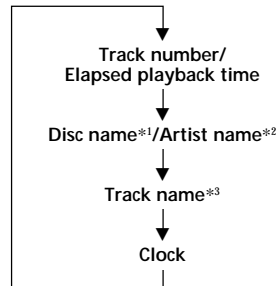 Track number/
Elapsed playback time
Disc name*1/Artist name*2
Track name*3
Clock